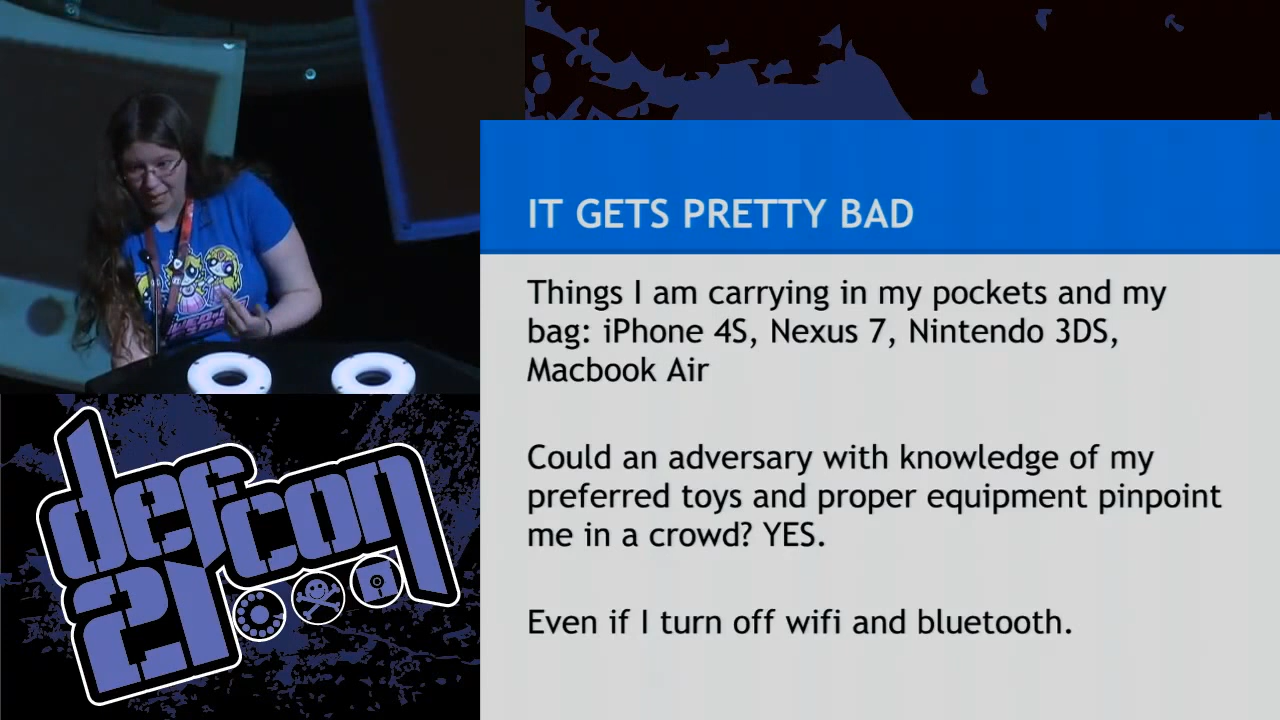 IT GETS PRETTY BAD
Things I am carrying in my pockets and my
bag: iPhone 4S, Nexus 7, Nintendo 3DS,
Macbook Air
Could an adversary with knowledge of my
preferred toys and proper equipment pinpoint
me in a crowd? YES.
Even if I turn off wifi and bluetooth.
defcon
21